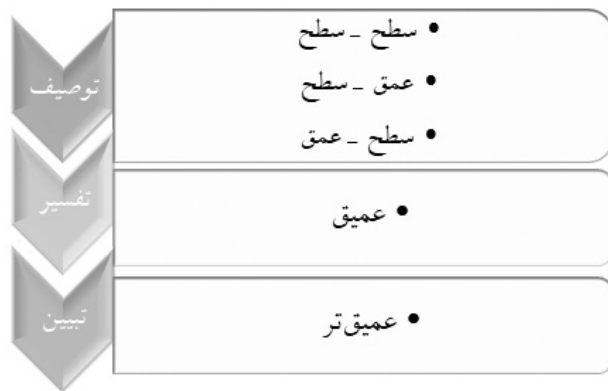 توصیف
• سطح - سطح
• عمق - سطح
• سطح - عمق
تفسیر
• عمیق
تبیین
• عمیق‌تر